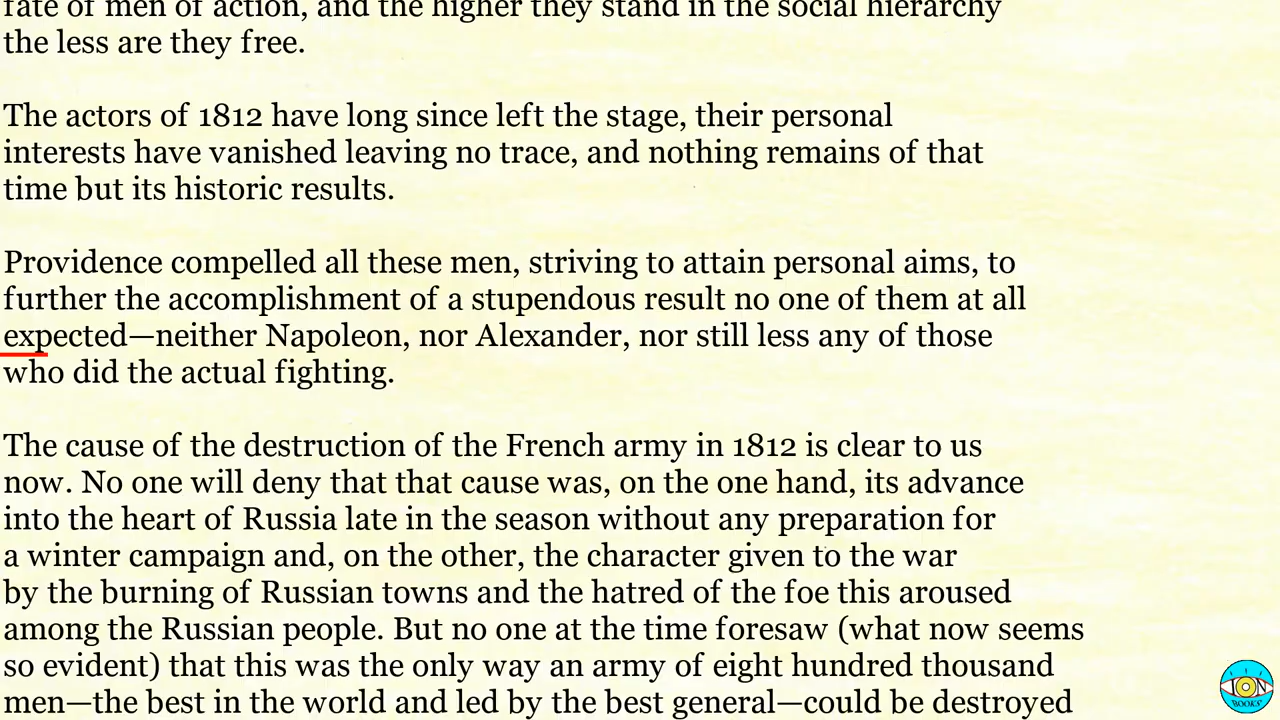 fate of men of action, and the higher they stand in the social hierarchy
the less are they free.
The actors of 1812 have long since left the stage, their personal
interests have vanished leaving no trace, and nothing remains of that
time but its historic results.
Providence compelled all these men, striving to attain personal aims, to
further the accomplishment of a stupendous result no one of them at all
expected—neither Napoleon, nor Alexander, nor still less any of those
who did the actual fighting.
The cause of the destruction of the French army in 1812 is clear to us
now. No one will deny that that cause was, on the one hand, its advance
into the heart of Russia late in the season without any preparation for
a winter campaign and, on the other, the character given to the war
by the burning of Russian towns and the hatred of the foe this aroused
among the Russian people. But no one at the time foresaw (what now seems
so evident) that this was the only way an army of eight hundred thousand
men—the best in the world and led by the best general—could be destroyed
BOOKS